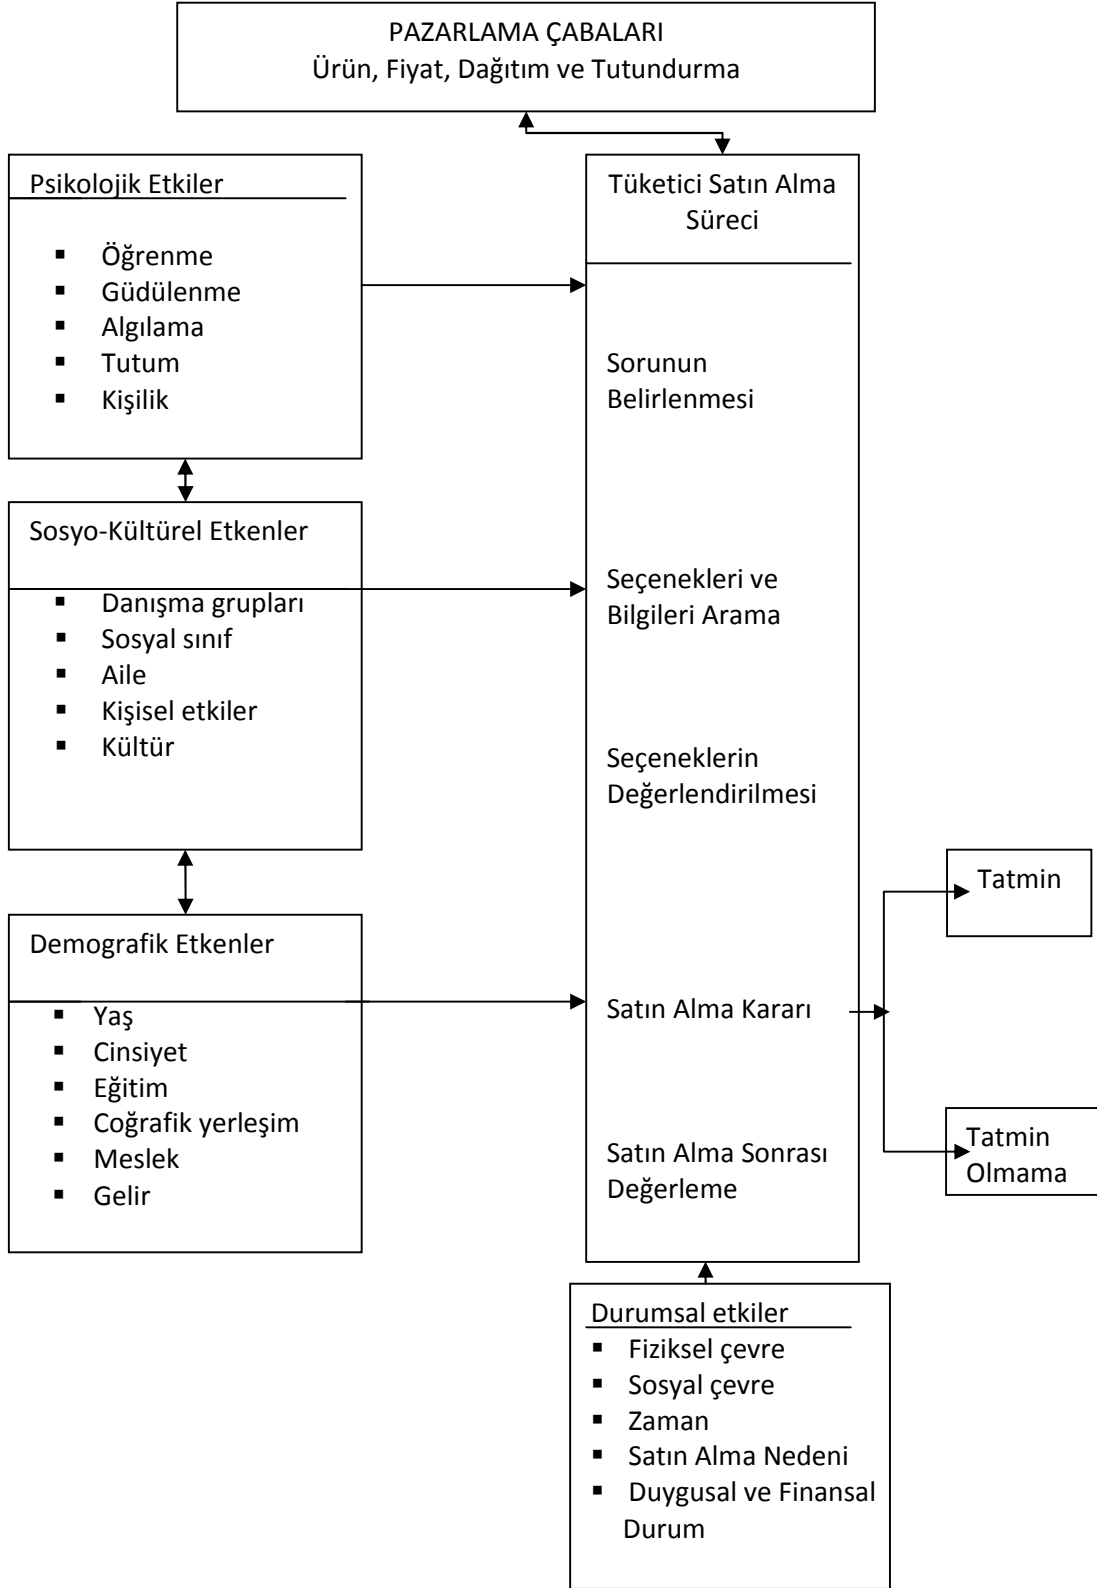 PAZARLAMA ÇABALARI
Ürün, Fiyat, Dağıtım ve Tutundurma
Psikolojik Etkiler
▪ Öğrenme
▪ Güdülenme
▪ Algılama
▪ Tutum
▪ Kişilik
Sosyo-Kültürel Etkenler
▪ Danışma grupları
▪ Sosyal sınıf
▪ Aile
▪ Kişisel etkiler
▪ Kültür
Demografik Etkenler
▪ Yaş
▪ Cinsiyet
▪ Eğitim
▪ Coğrafik yerleşim
▪ Meslek
▪ Gelir
Tüketici Satın Alma
Süreci
Sorunun
Belirlenmesi
Seçenekleri ve
Bilgileri Arama
Seçeneklerin
Değerlendirilmesi
Satın Alma Kararı
Satın Alma Sonrası
Değerleme
Tatmin
Tatmin
Olmama
Durumsal etkiler
▪ Fiziksel çevre
▪ Sosyal çevre
▪ Zaman
▪ Satın Alma Nedeni
▪ Duygusal ve Finansal
Durum